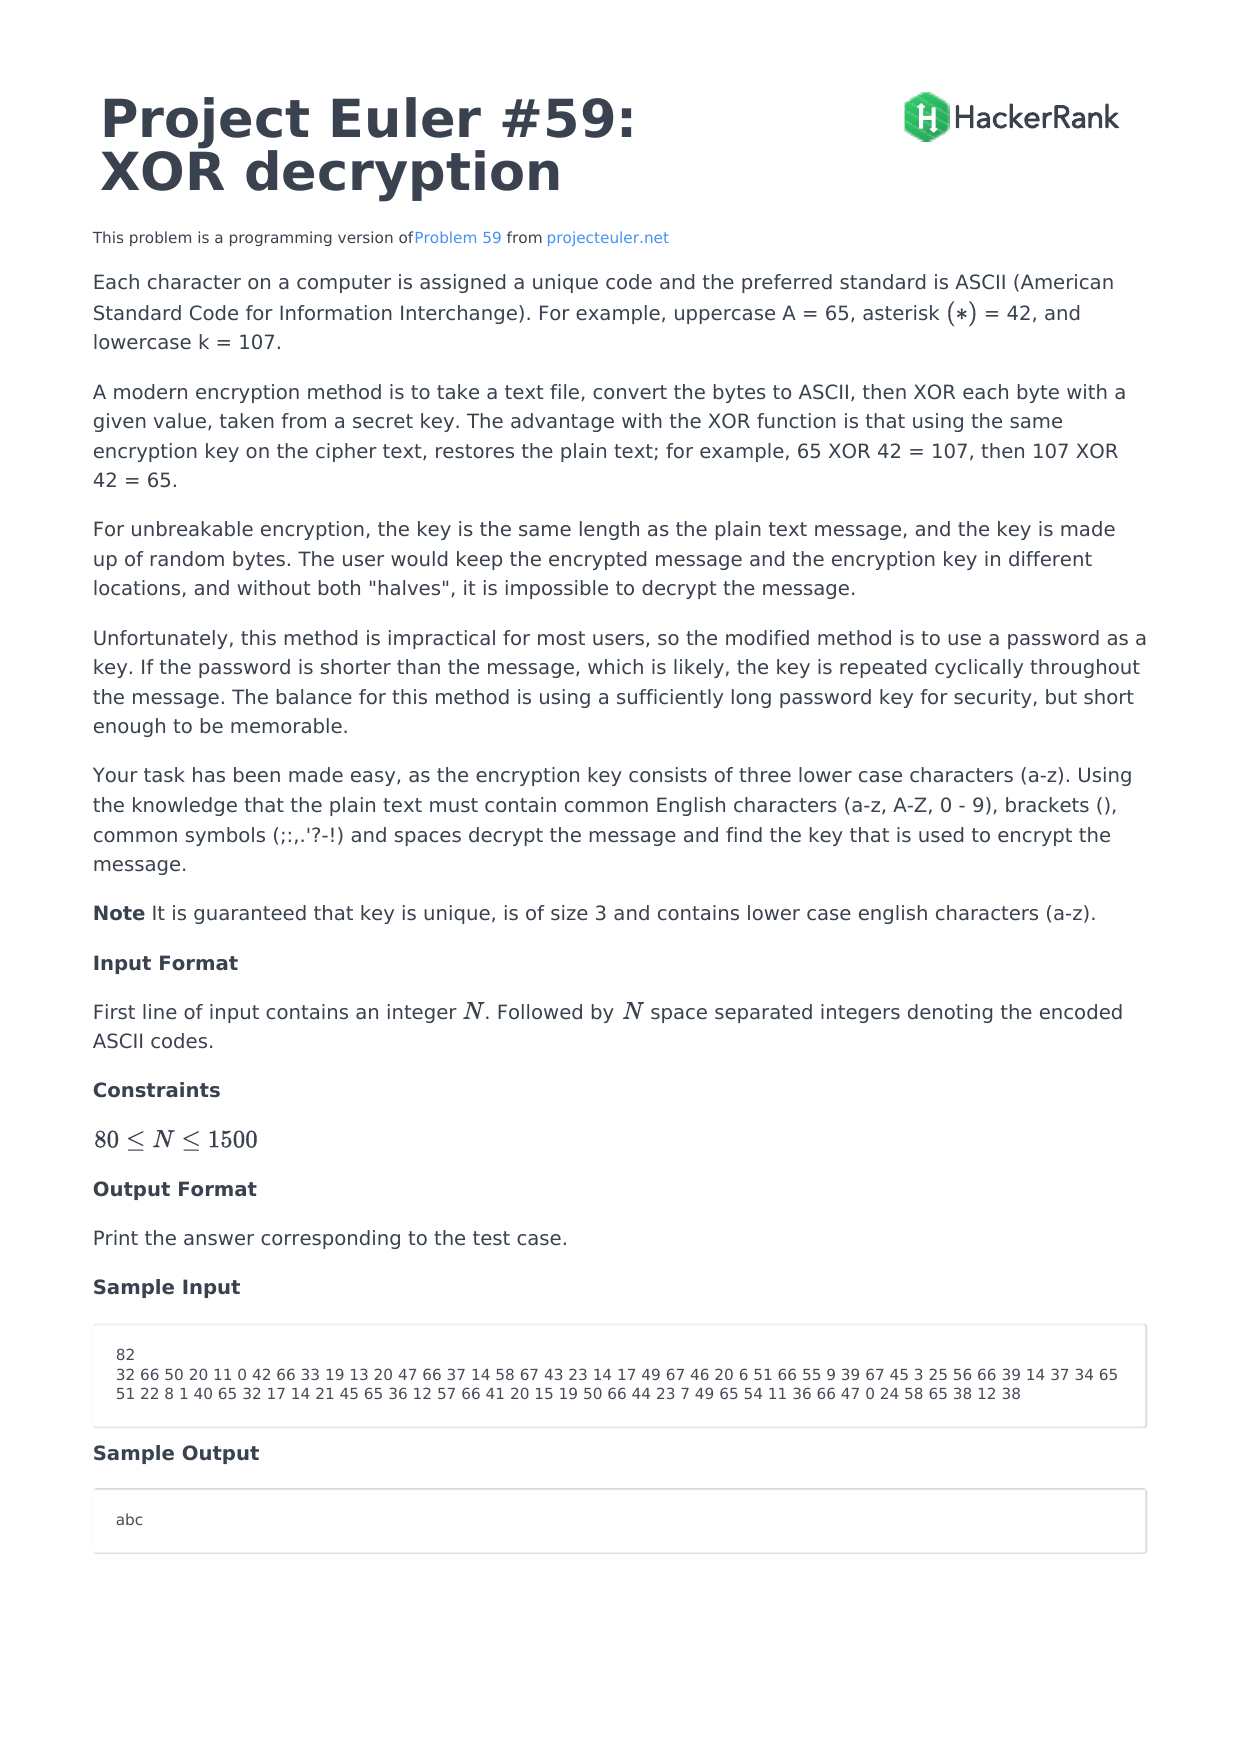 Project Euler #59:
XOR decryption
HackerRank
This problem is a programming version ofProblem 59 from projecteuler.net
Each character on a computer is assigned a unique code and the preferred standard is ASCII (American
Standard Code for Information Interchange). For example, uppercase A = 65, asterisk (∗) = 42, and
lowercase k = 107.
A modern encryption method is to take a text file, convert the bytes to ASCII, then XOR each byte with a
given value, taken from a secret key. The advantage with the XOR function is that using the same
encryption key on the cipher text, restores the plain text; for example, 65 XOR 42 = 107, then 107 XOR
42 = 65.
For unbreakable encryption, the key is the same length as the plain text message, and the key is made
up of random bytes. The user would keep the encrypted message and the encryption key in different
locations, and without both "halves", it is impossible to decrypt the message.
Unfortunately, this method is impractical for most users, so the modified method is to use a password as a
key. If the password is shorter than the message, which is likely, the key is repeated cyclically throughout
the message. The balance for this method is using a sufficiently long password key for security, but short
enough to be memorable.
Your task has been made easy, as the encryption key consists of three lower case characters (a-z). Using
the knowledge that the plain text must contain common English characters (a-z, A-Z, 0 - 9), brackets (),
common symbols (;:,.'?-!) and spaces decrypt the message and find the key that is used to encrypt the
message.
Note It is guaranteed that key is unique, is of size 3 and contains lower case english characters (a-z).
Input Format
First line of input contains an integer N. Followed by N space separated integers denoting the encoded
ASCII codes.
Constraints
80 ≤ N ≤ 1500
Output Format
Print the answer corresponding to the test case.
Sample Input
82
32 66 50 20 11 0 42 66 33 19 13 20 47 66 37 14 58 67 43 23 14 17 49 67 46 20 6 51 66 55 9 39 67 45 3 25 56 66 39 14 37 34 65
51 22 8 1 40 65 32 17 14 21 45 65 36 12 57 66 41 20 15 19 50 66 44 23 7 49 65 54 11 36 66 47 0 24 58 65 38 12 38
Sample Output
abc